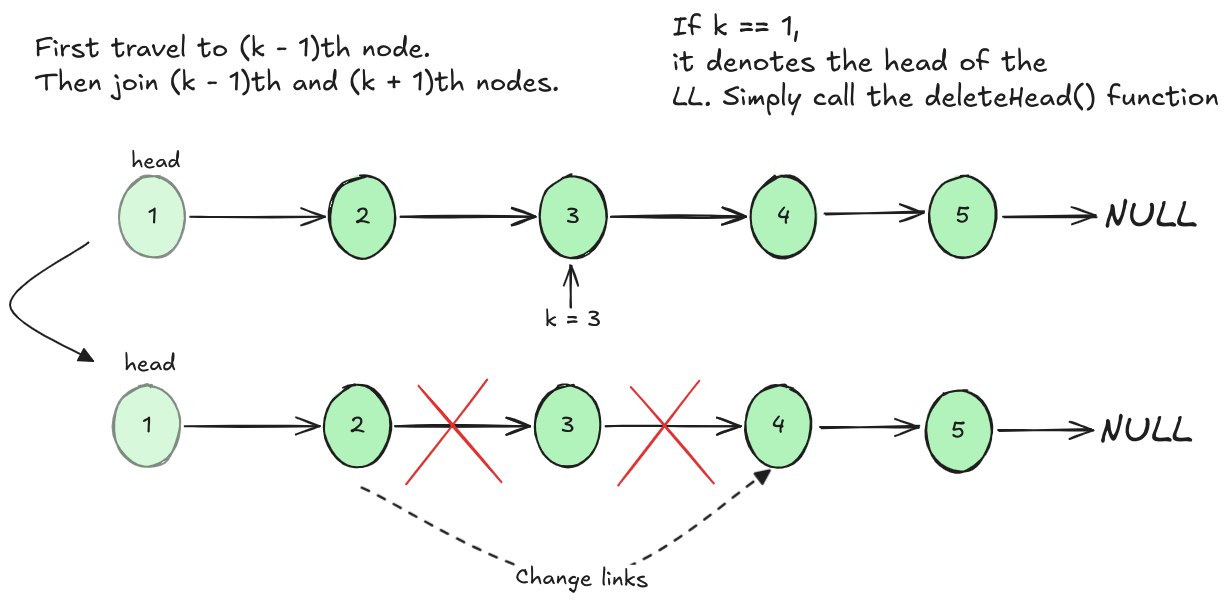 First travel to (k - 1)th node.
Then join (k - 1)th and (k + 1)th nodes.
If k == 1,
it denotes the head of the
LL. Simply call the deleteHead() function
head
1 2 3 4 5 NULL
k = 3
head
1 2 3 4 5 NULL
Change links